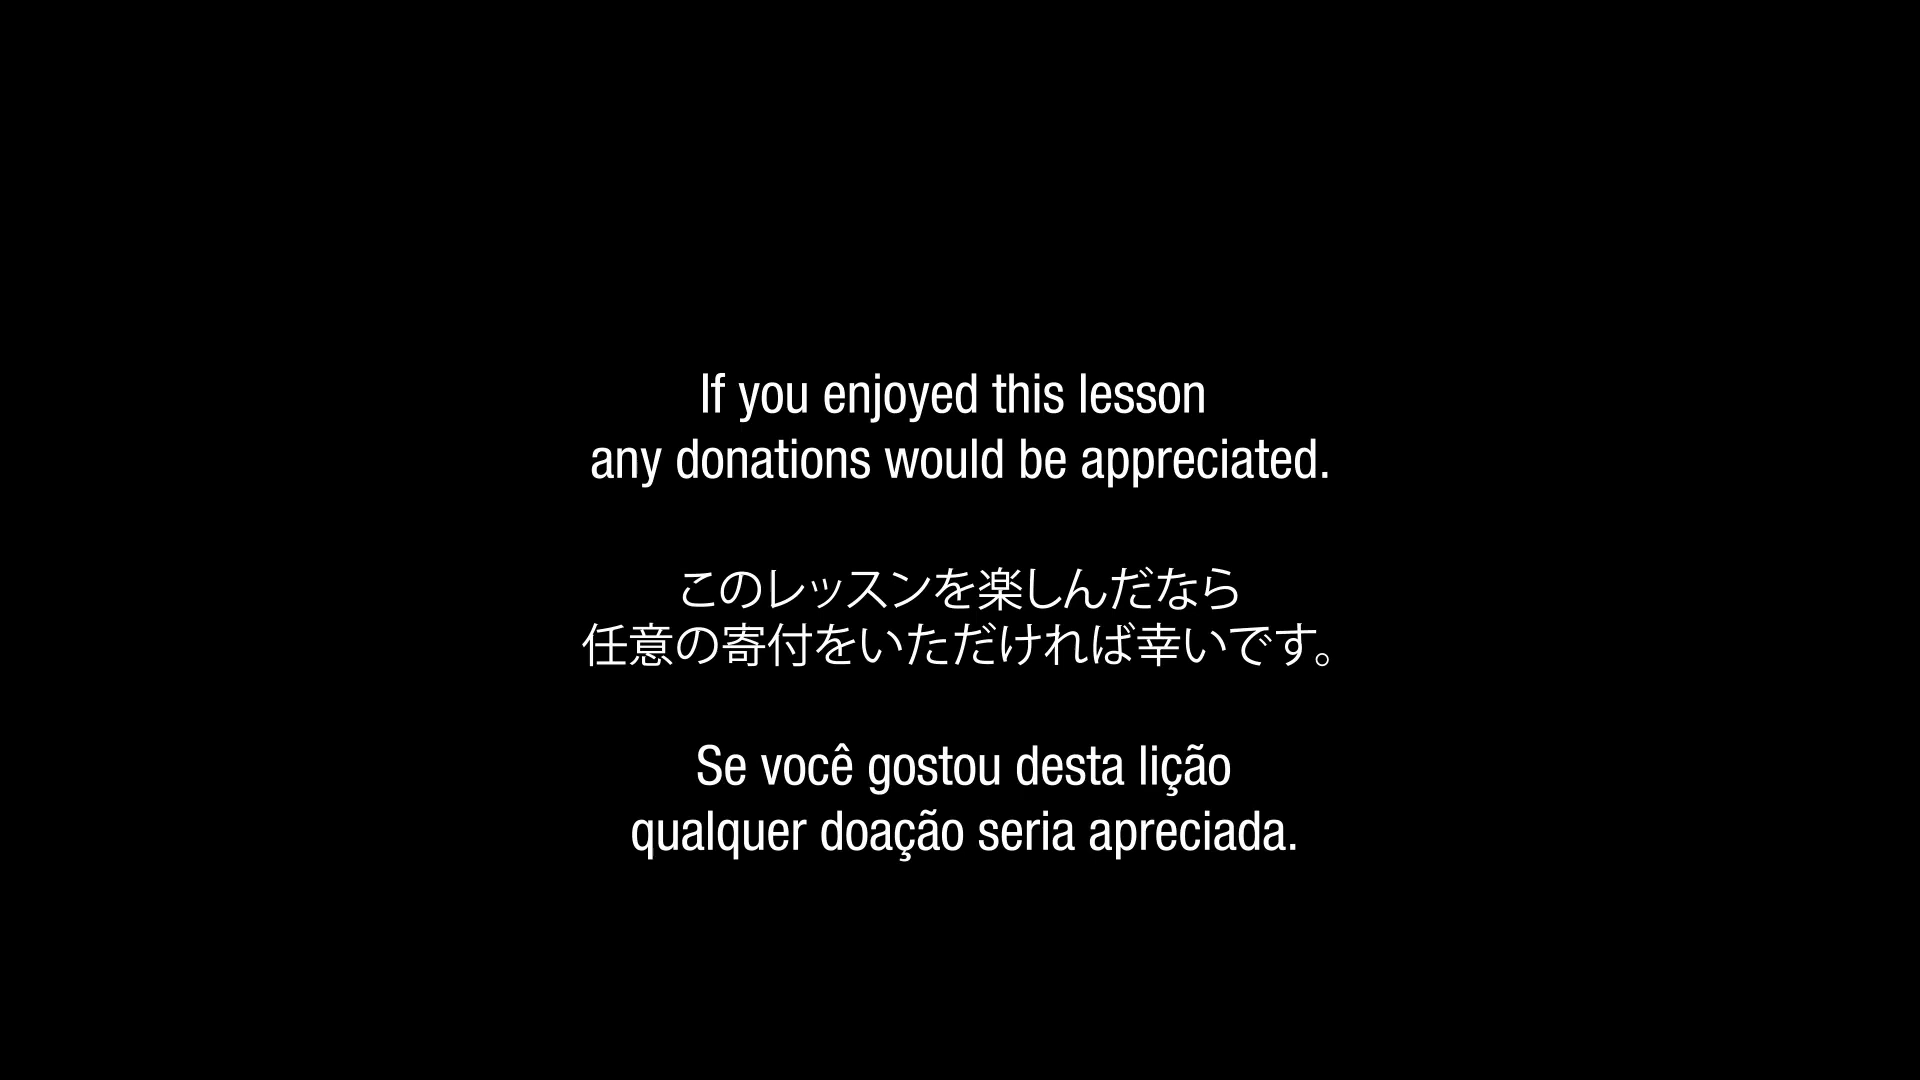 If you enjoyed this lesson
any donations would be appreciated.
このレッスンを楽しんだなら
任意の寄付をいただければ幸いです。
Se você gostou desta lição
qualquer doação seria apreciada.